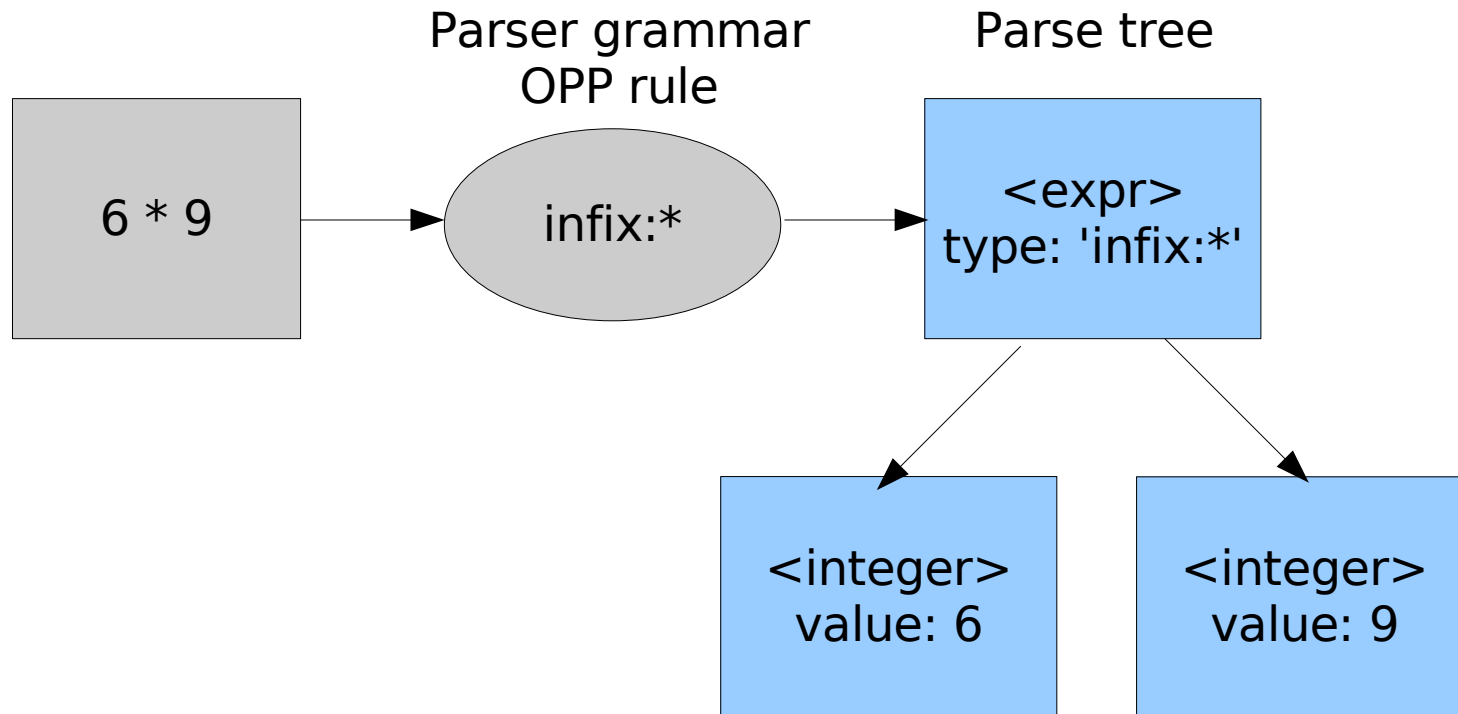 Parser grammar
OPP rule
Parse tree
6 * 9
infix:*
<expr>
type: 'infix:*'
<integer>
value: 6
<integer>
value: 9